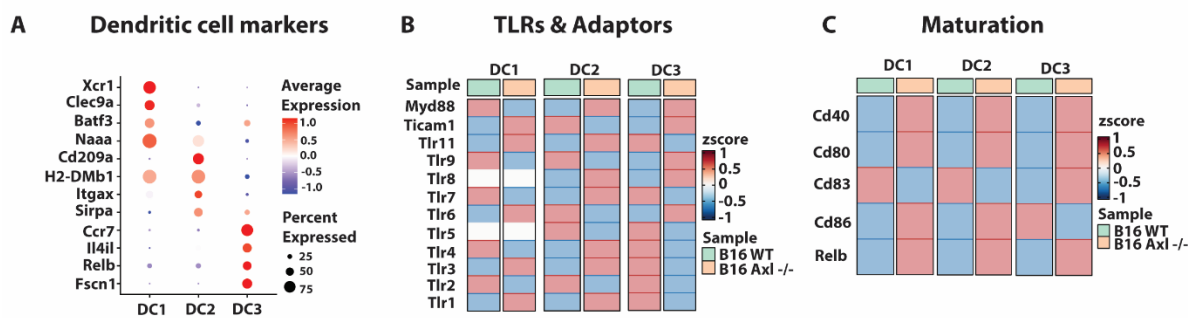 A
Dendritic cell markers
Xcr1
Clec9a
Batf3
Naaa
Cd209a
H2-DMb1
Itgax
Sirpa
Ccr7
Il4il
Relb
Fscn1
DC1 DC2 DC3
Average
Expression
1.0
0.5
0.0
-0.5
-1.0
Percent
Expressed
25
50
75
B
TLRs & Adaptors
DC1 DC2 DC3
Sample
Myd88
Ticam1
Tlr11
Tlr9
Tlr8
Tlr7
Tlr6
Tlr5
Tlr4
Tlr3
Tlr2
Tlr1
zscore
1
0.5
0
-0.5
-1
Sample
B16 WT
B16 Axl -/-
C
Maturation
DC1 DC2 DC3
Cd40
Cd80
Cd83
Cd86
Relb
zscore
1
0.5
0
-0.5
-1
Sample
B16 WT
B16 Axl -/-